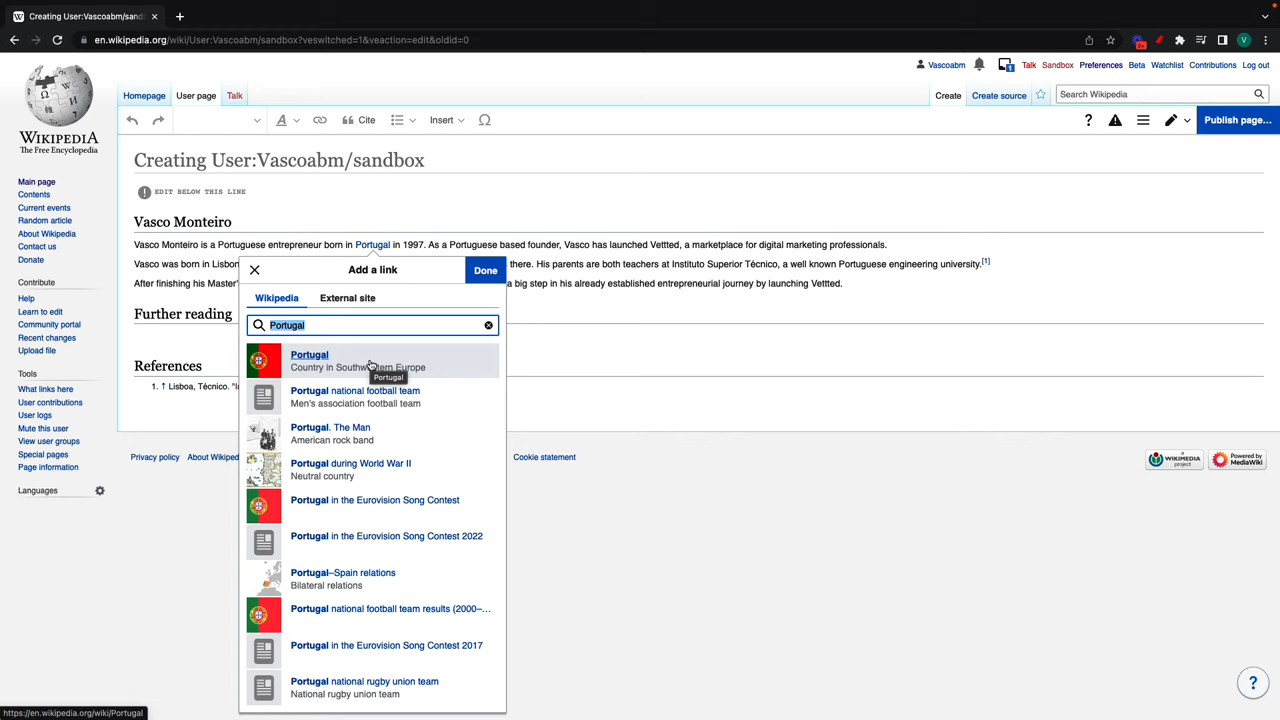 Creating User:Vascoabm/sand
en.wikipedia.org/wiki/User:Vascoabm/sandbox?veswitched=1&veaction=edit&oldid=0
V
Vascoabm
1
Talk
Sandbox
Preferences
Beta
Watchlist
Contributions
Log out
WIKIPEDIA
The Free Encyclopedia
Homepage
User page
Talk
Create
Create source
Search Wikipedia
A
Cite
Insert
Ω
?
Publish page...
Creating User:Vascoabm/sandbox
EDIT BELOW THIS LINE
Main page
Contents
Current events
Random article
About Wikipedia
Contact us
Donate
Contribute
Help
Learn to edit
Community portal
Recent changes
Upload file
Tools
What links here
User contributions
User logs
Mute this user
View user groups
Special pages
Page information
Languages
Vasco Monteiro
Vasco Monteiro is a Portuguese entrepreneur born in Portugal in 1997. As a Portuguese based founder, Vasco has launched Vettted, a marketplace for digital marketing professionals.
Vasco was born in Lisbon there. His parents are both teachers at Instituto Superior Técnico, a well known Portuguese engineering university.[1]
After finishing his Master' a big step in his already established entrepreneurial journey by launching Vettted.
Further reading
References
1. ↑ Lisboa, Técnico.
Privacy policy
About Wikiped
Cookie statement
A WIKIMEDIA project
Powered by MediaWiki
Add a link
Done
Wikipedia
External site
Portugal
Portugal
Country in Southwestern Europe
Portugal
Portugal national football team
Men's association football team
Portugal. The Man
American rock band
Portugal during World War II
Neutral country
Portugal in the Eurovision Song Contest
Portugal in the Eurovision Song Contest 2022
Portugal–Spain relations
Bilateral relations
Portugal national football team results (2000–...
Portugal in the Eurovision Song Contest 2017
Portugal national rugby union team
National rugby union team
?
https://en.wikipedia.org/wiki/Portugal